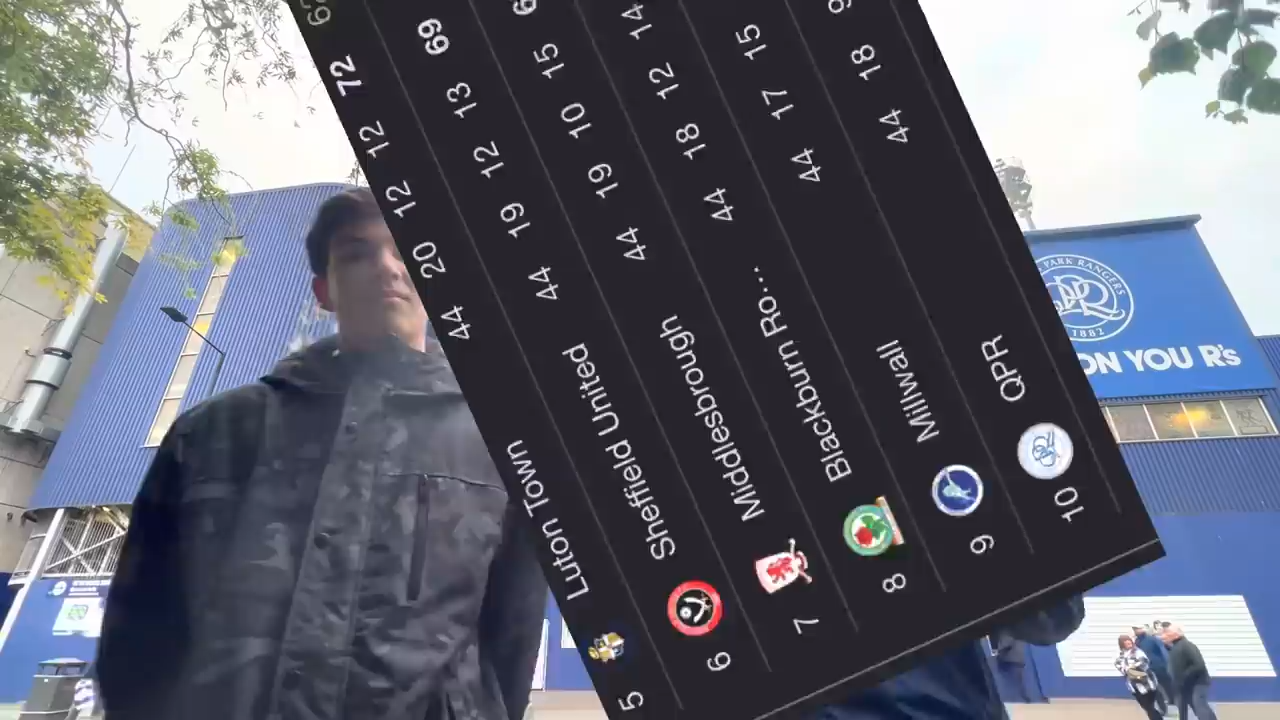 5 Luton Town 44 20 12 12 72
6 Sheffield United 44 19 12 13 69
7 Middlesbrough 44 19 10 15
8 Blackburn Ro... 44 18 12 14
9 Millwall 44 17 15
10 QPR 44 18
PARK RANGERS
QPR
1882
ON YOU R's